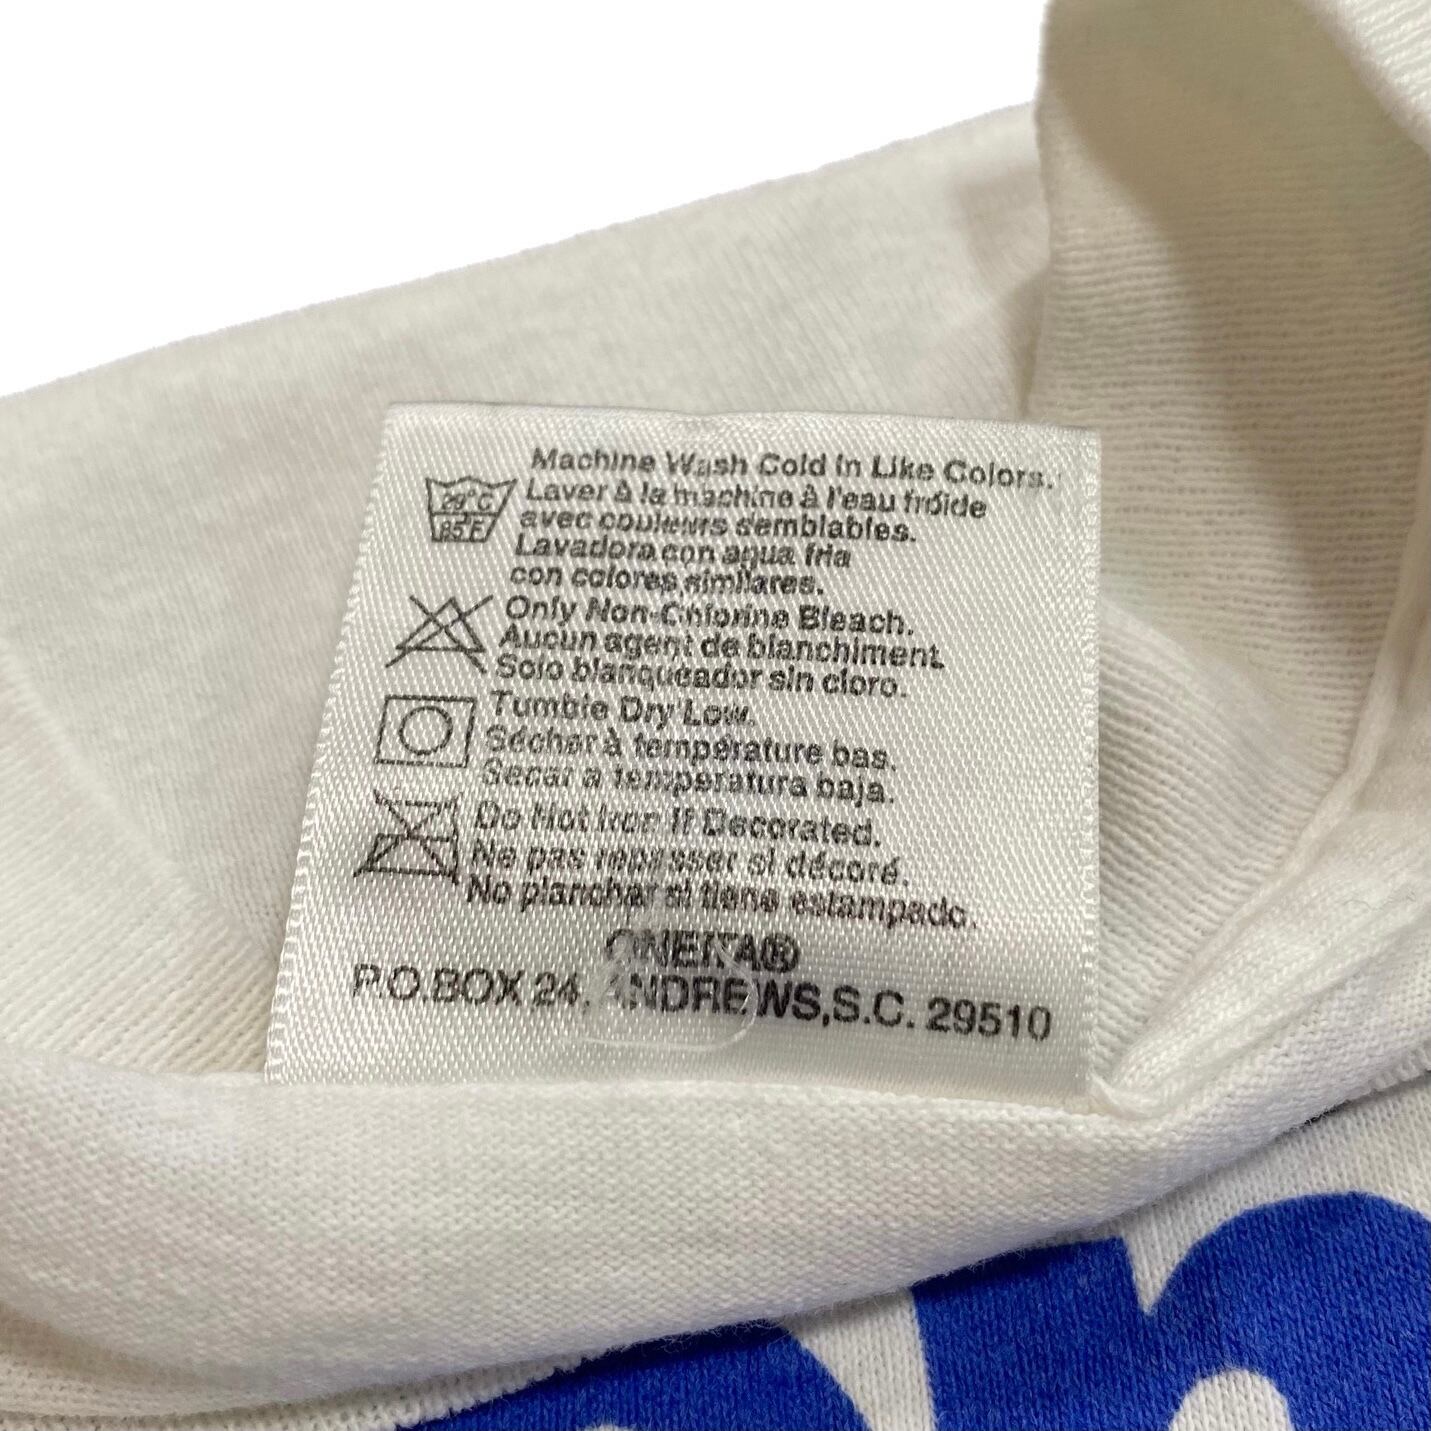 Machine Wash Cold in Like Colors.
29°C
85°F
Laver à la machine à l'eau fróide
avec couleurs semblables.
Lavadora con agua fria
con colores similares.
Only Non-Chlorine Bleach.
Aucun agent de blanchiment.
Solo blanqueador sin cloro.
Tumble Dry Low.
Sécher à température bas.
Secar a temperatura baja.
Do Not Iron If Decorated.
Ne pas repasser si décoré.
No planchar si tiene estampado.
ONEITA®
P.O.BOX 24, ANDREWS,S.C. 29510